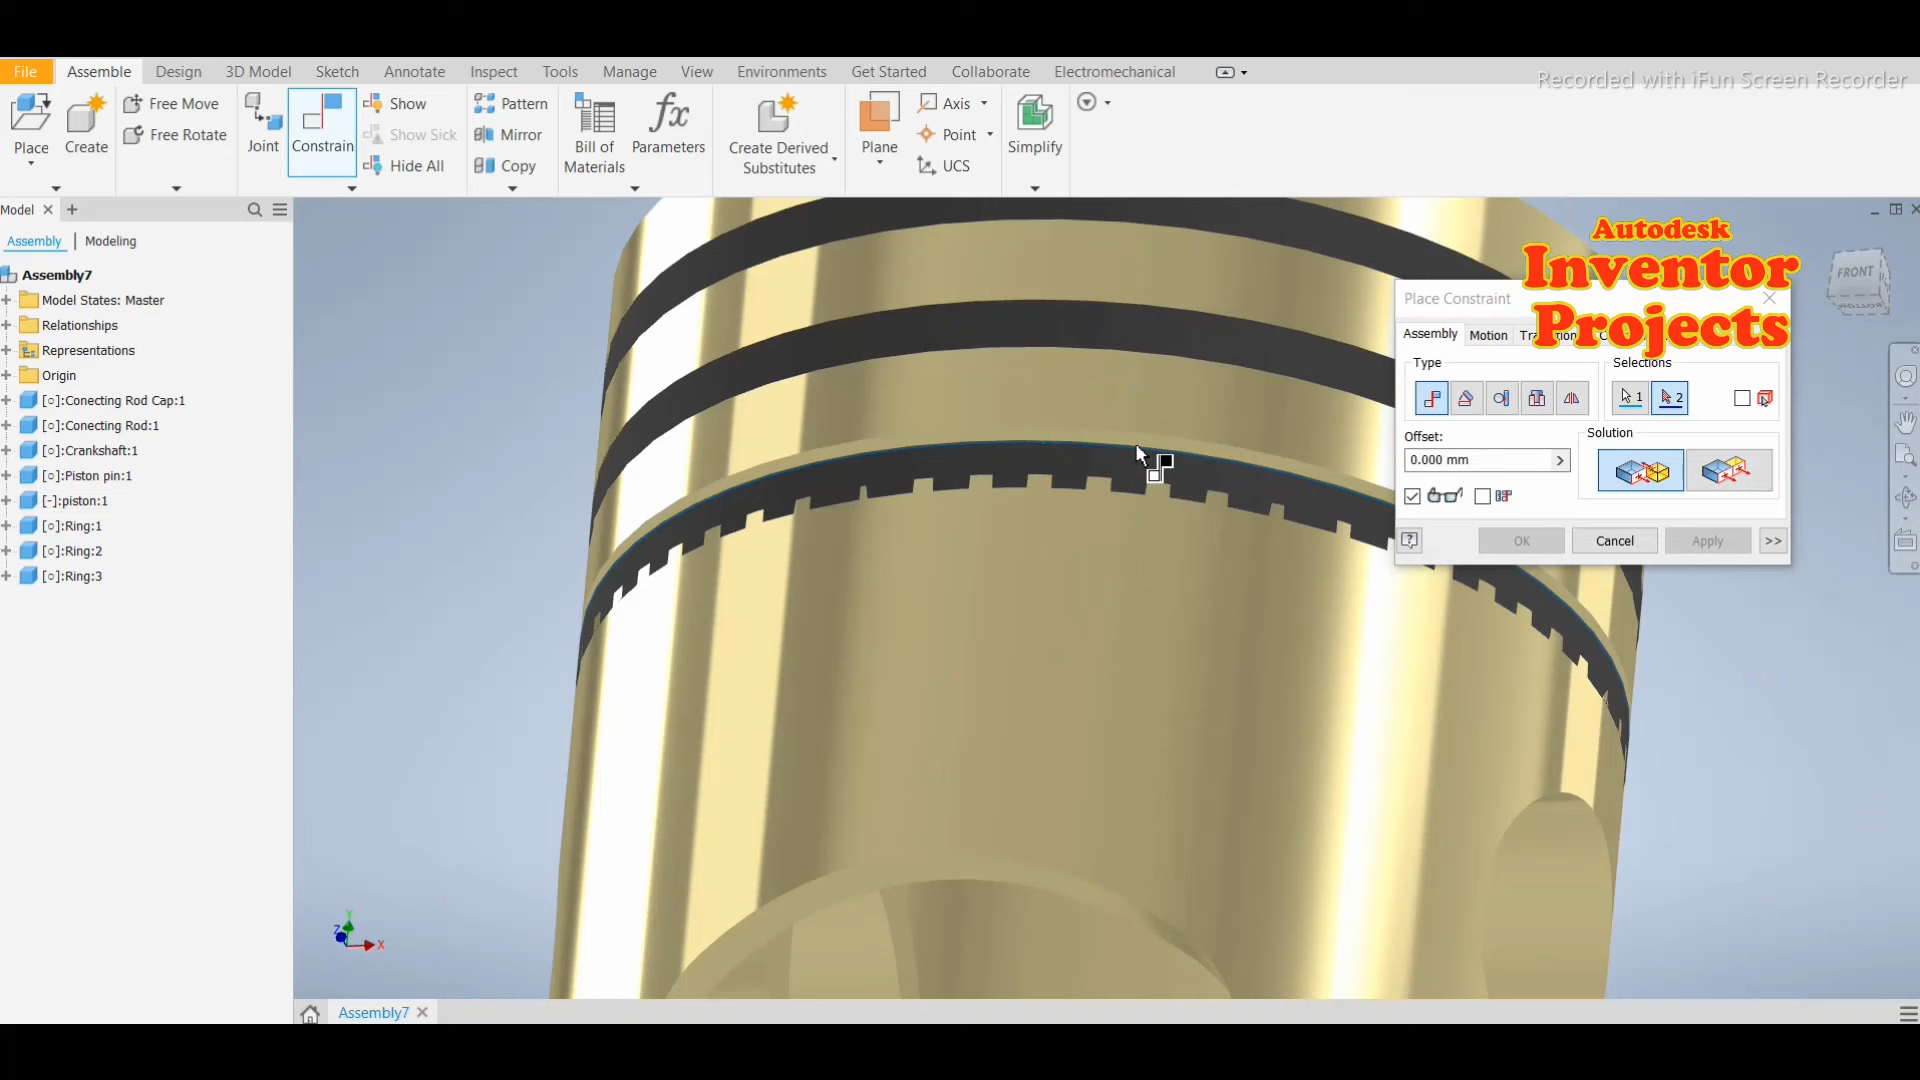 Recorded with iFun Screen Recorder
File Assemble Design 3D Model Sketch Annotate Inspect Tools Manage View Environments Get Started Collaborate Electromechanical
Place
Create
Free Move
Free Rotate
Joint
Constrain
Show
Show Sick
Hide All
Pattern
Mirror
Copy
Bill of
Materials
fx
Parameters
Create Derived
Substitutes
Plane
Axis
Point
UCS
Simplify
Model
Assembly
Modeling
Assembly7
Model States: Master
Relationships
Representations
Origin
[○]:Conecting Rod Cap:1
[○]:Conecting Rod:1
[○]:Crankshaft:1
[○]:Piston pin:1
[-]:piston:1
[○]:Ring:1
[○]:Ring:2
[○]:Ring:3
Autodesk
Inventor
Projects
FRONT
Place Constraint
Assembly Motion
Type
Selections
1
2
Offset:
0.000 mm
Solution
OK
Cancel
Apply
>>
Y
Z
X
Assembly7